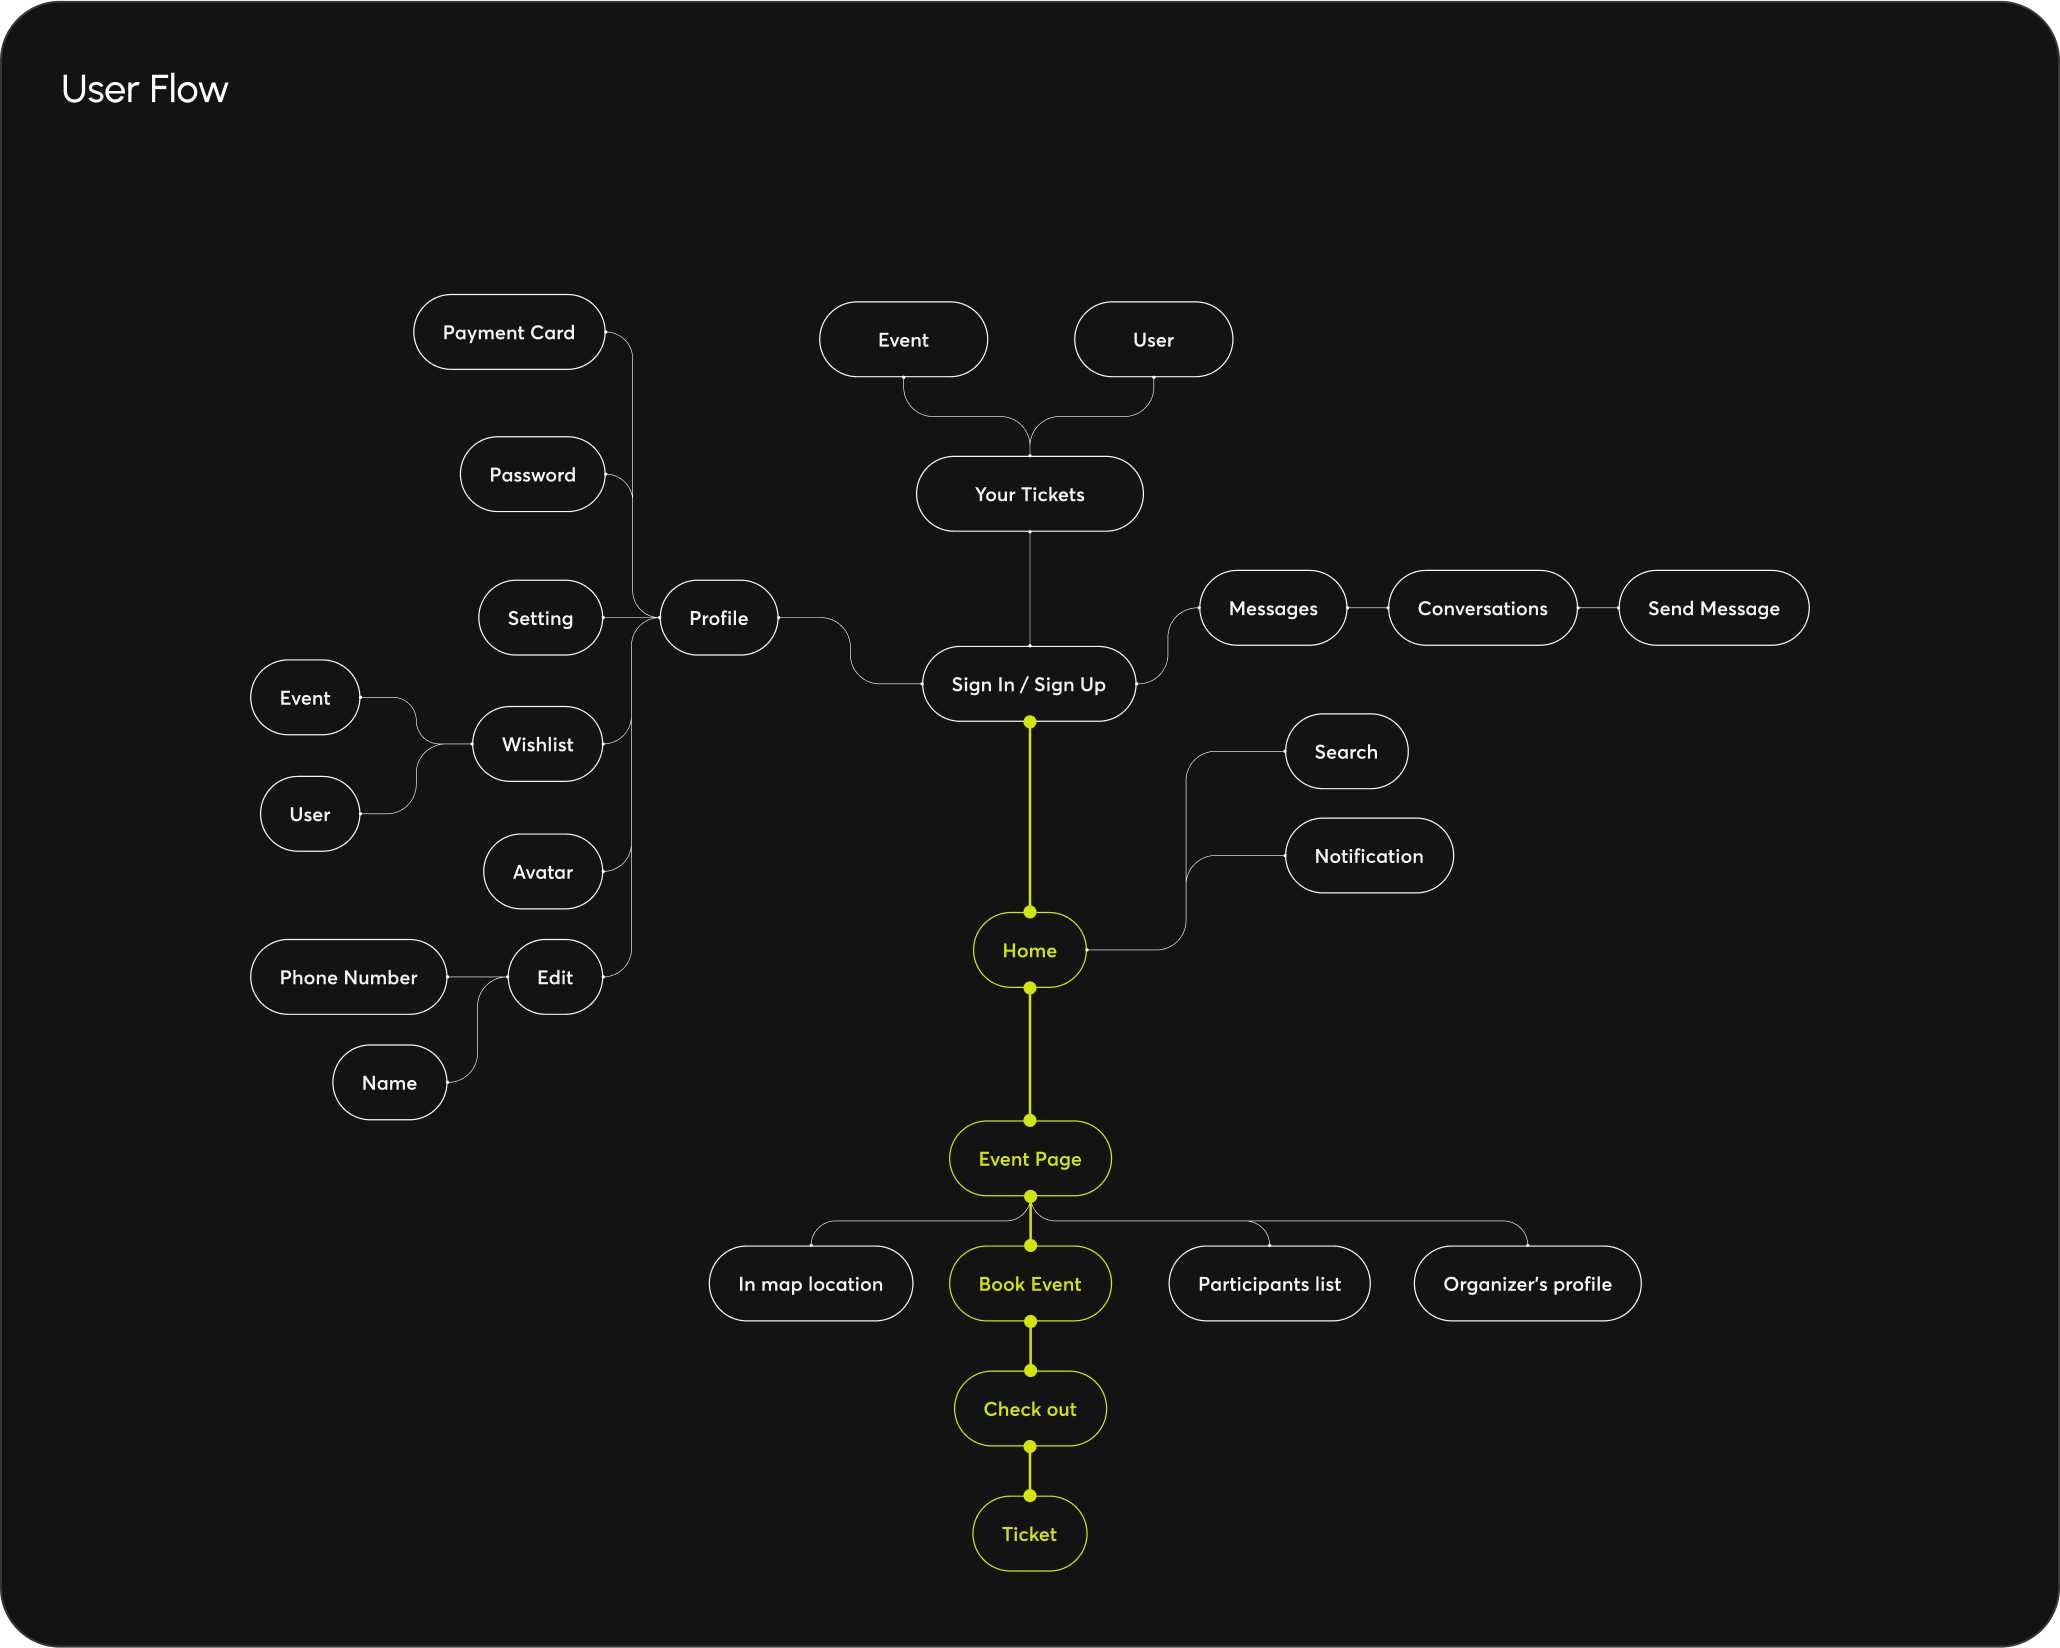 User Flow
Payment Card
Event
User
Password
Your Tickets
Setting
Profile
Messages
Conversations
Send Message
Sign In / Sign Up
Event
Wishlist
Search
User
Notification
Avatar
Home
Phone Number
Edit
Name
Event Page
In map location
Book Event
Participants list
Organizer's profile
Check out
Ticket